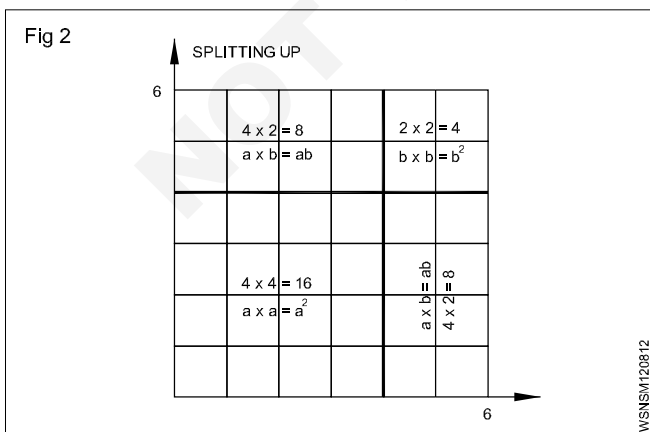 Fig 2
SPLITTING UP
6
4 x 2 = 8
a x b = ab
2 x 2 = 4
b x b = b²
4 x 4 = 16
a x a = a²
a x b = ab
4 x 2 = 8
6
WSNSM120812
NOT